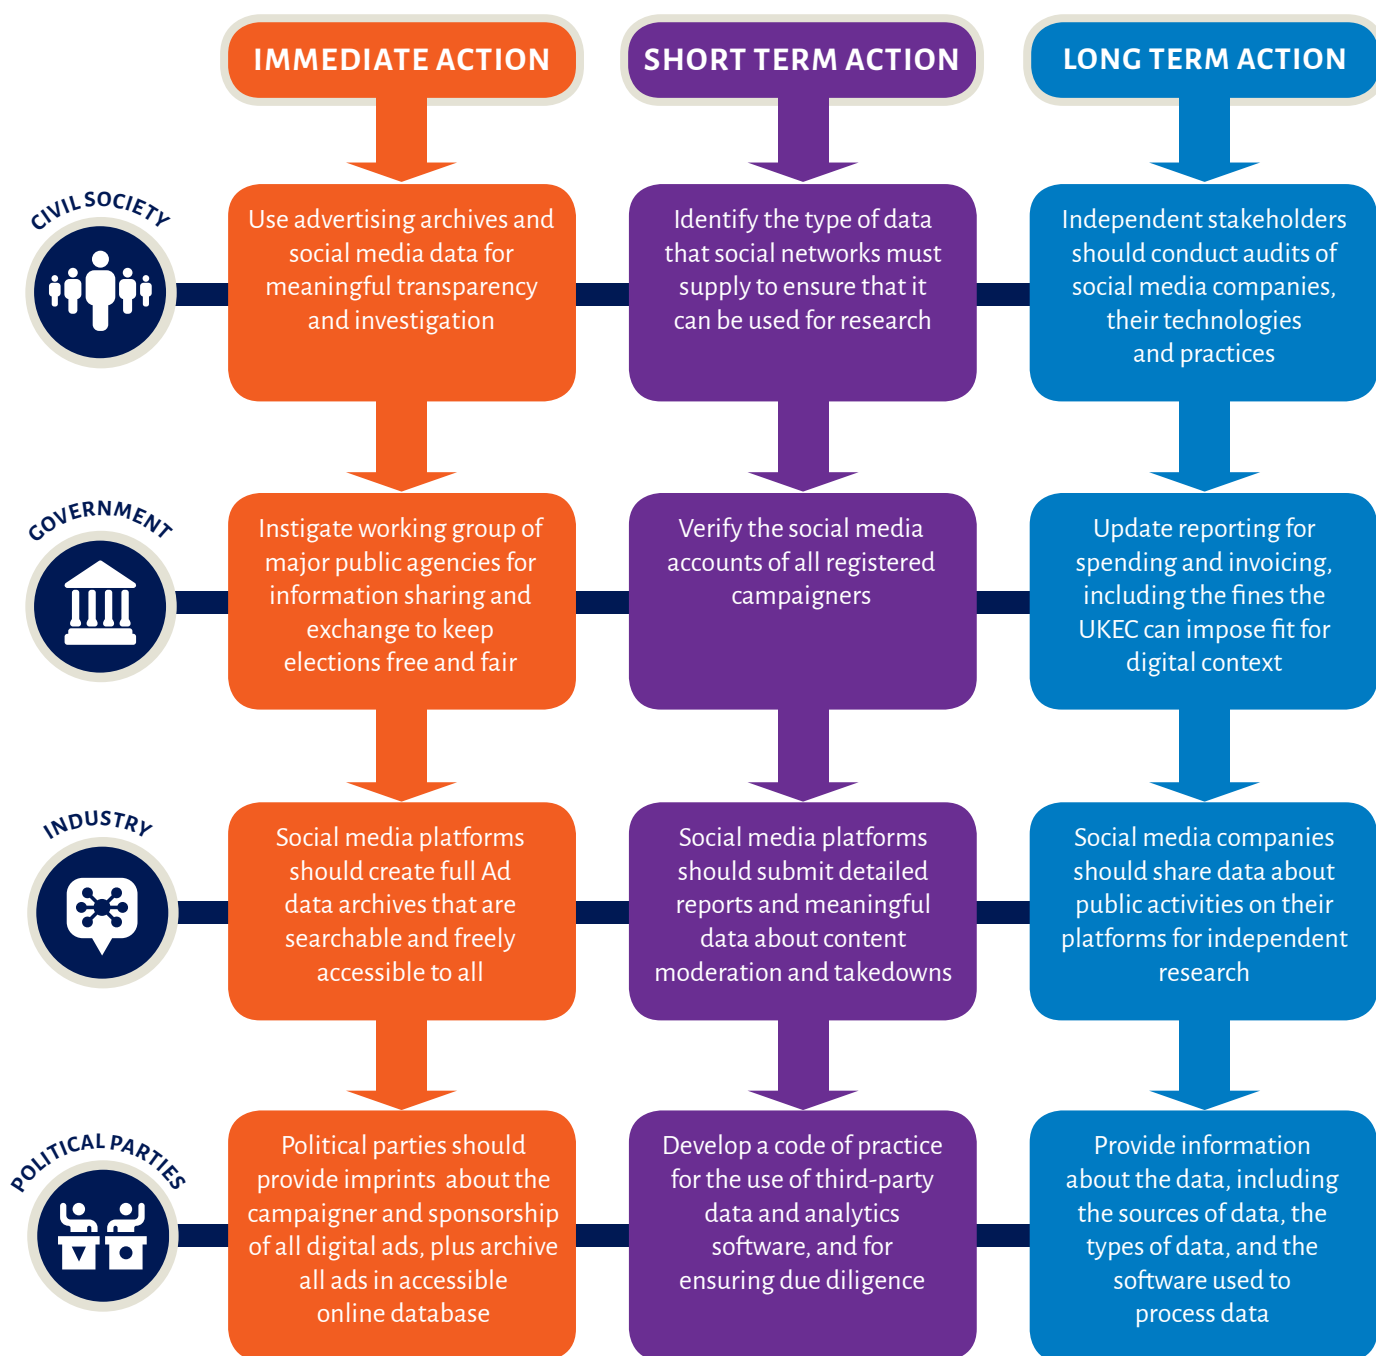 IMMEDIATE ACTION
SHORT TERM ACTION
LONG TERM ACTION
CIVIL SOCIETY
Use advertising archives and
social media data for
meaningful transparency
and investigation
Identify the type of data
that social networks must
supply to ensure that it
can be used for research
Independent stakeholders
should conduct audits of
social media companies,
their technologies
and practices
GOVERNMENT
Instigate working group of
major public agencies for
information sharing and
exchange to keep
elections free and fair
Verify the social media
accounts of all registered
campaigners
Update reporting for
spending and invoicing,
including the fines the
UKEC can impose fit for
digital context
INDUSTRY
Social media platforms
should create full Ad
data archives that are
searchable and freely
accessible to all
Social media platforms
should submit detailed
reports and meaningful
data about content
moderation and takedowns
Social media companies
should share data about
public activities on their
platforms for independent
research
POLITICAL PARTIES
Political parties should
provide imprints about the
campaigner and sponsorship
of all digital ads, plus archive
all ads in accessible
online database
Develop a code of practice
for the use of third-party
data and analytics
software, and for
ensuring due diligence
Provide information
about the data, including
the sources of data, the
types of data, and the
software used to
process data